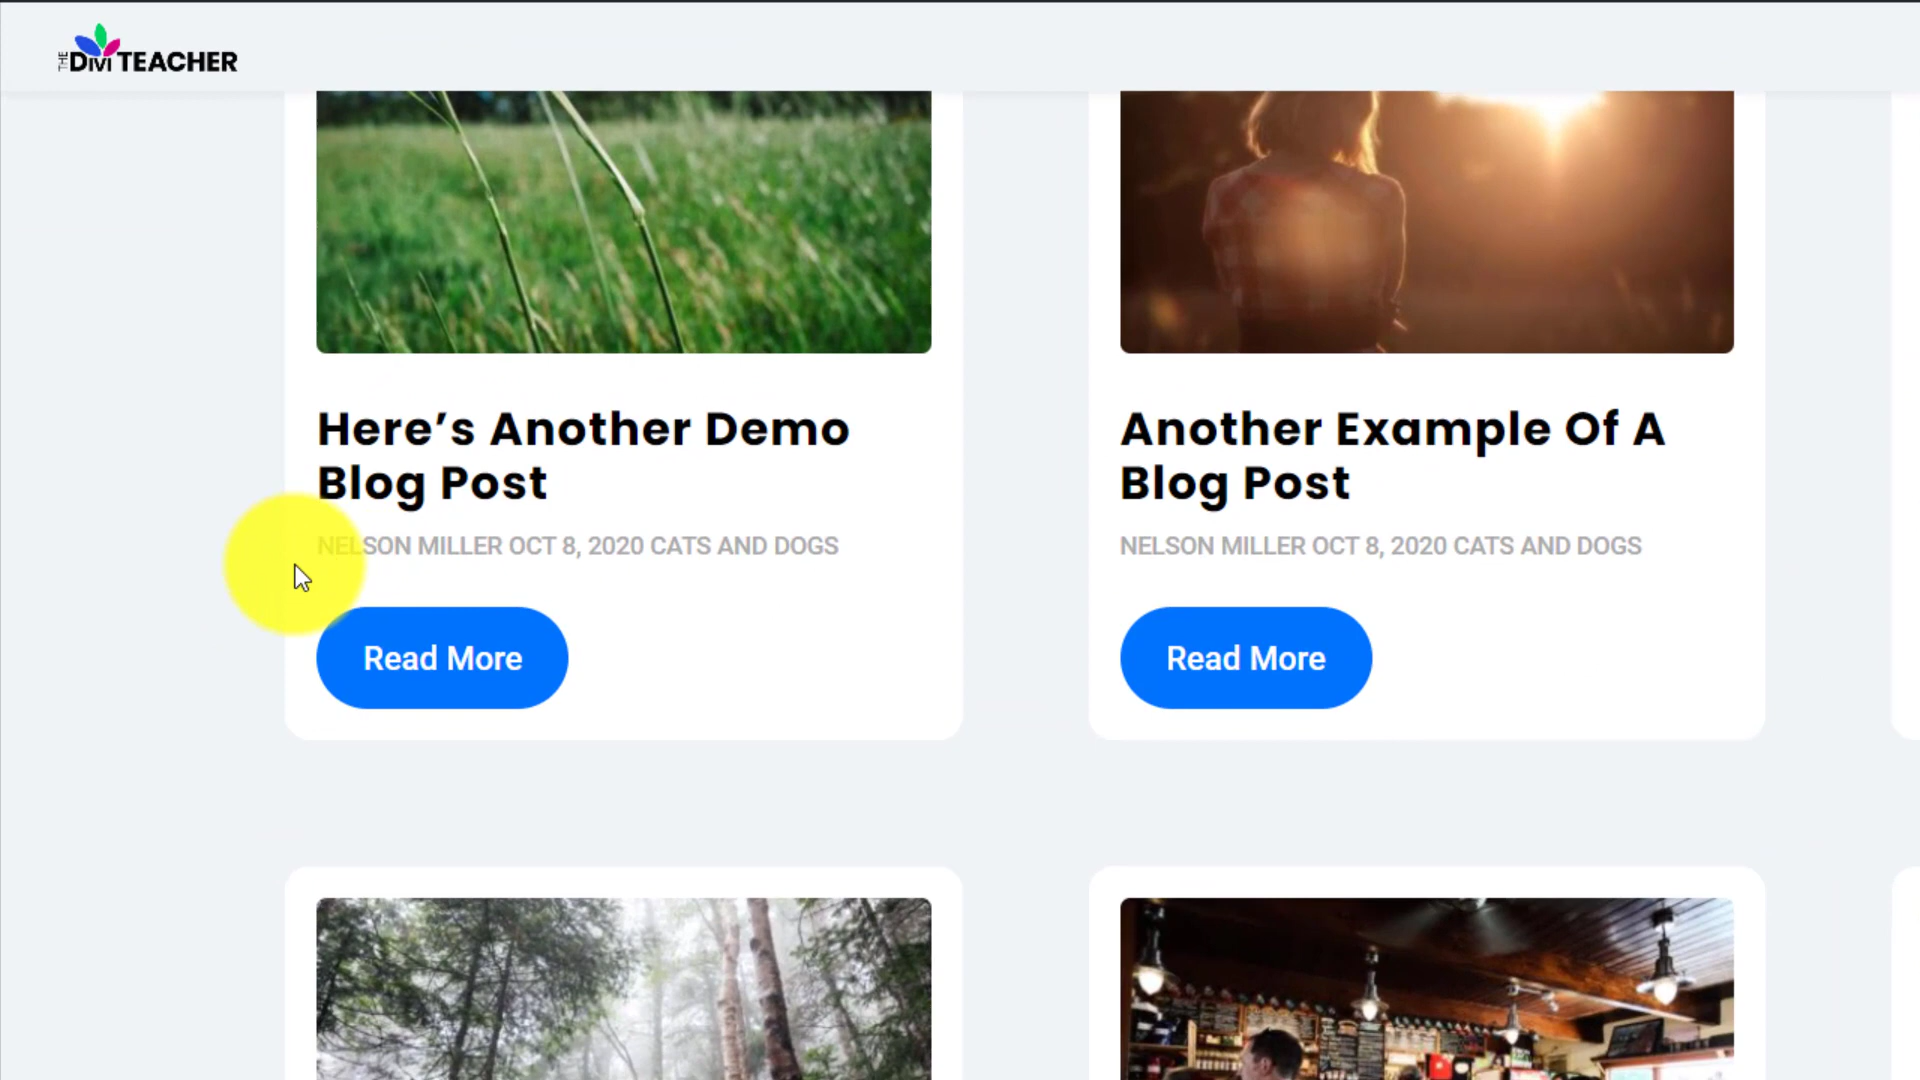 THE DIVI TEACHER
Here's Another Demo
Blog Post
NELSON MILLER OCT 8, 2020 CATS AND DOGS
Read More
Another Example Of A
Blog Post
NELSON MILLER OCT 8, 2020 CATS AND DOGS
Read More